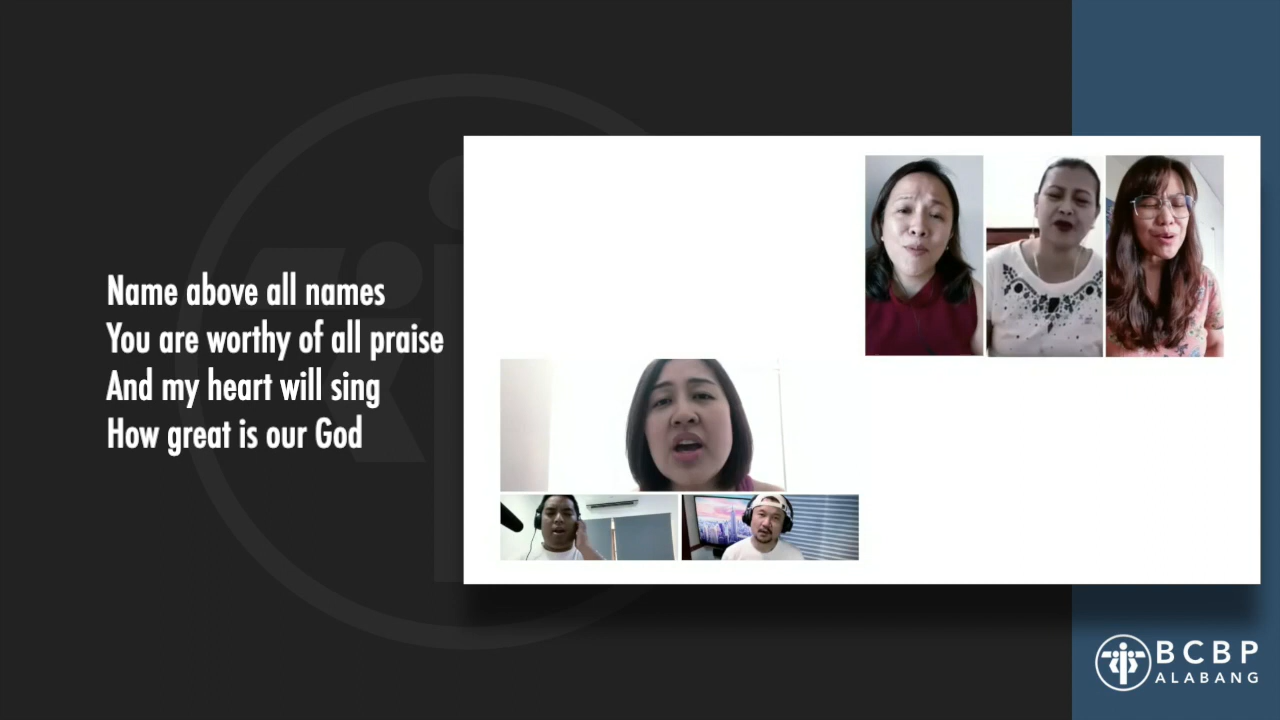 Name above all names
You are worthy of all praise
And my heart will sing
How great is our God
BCBP
ALABANG